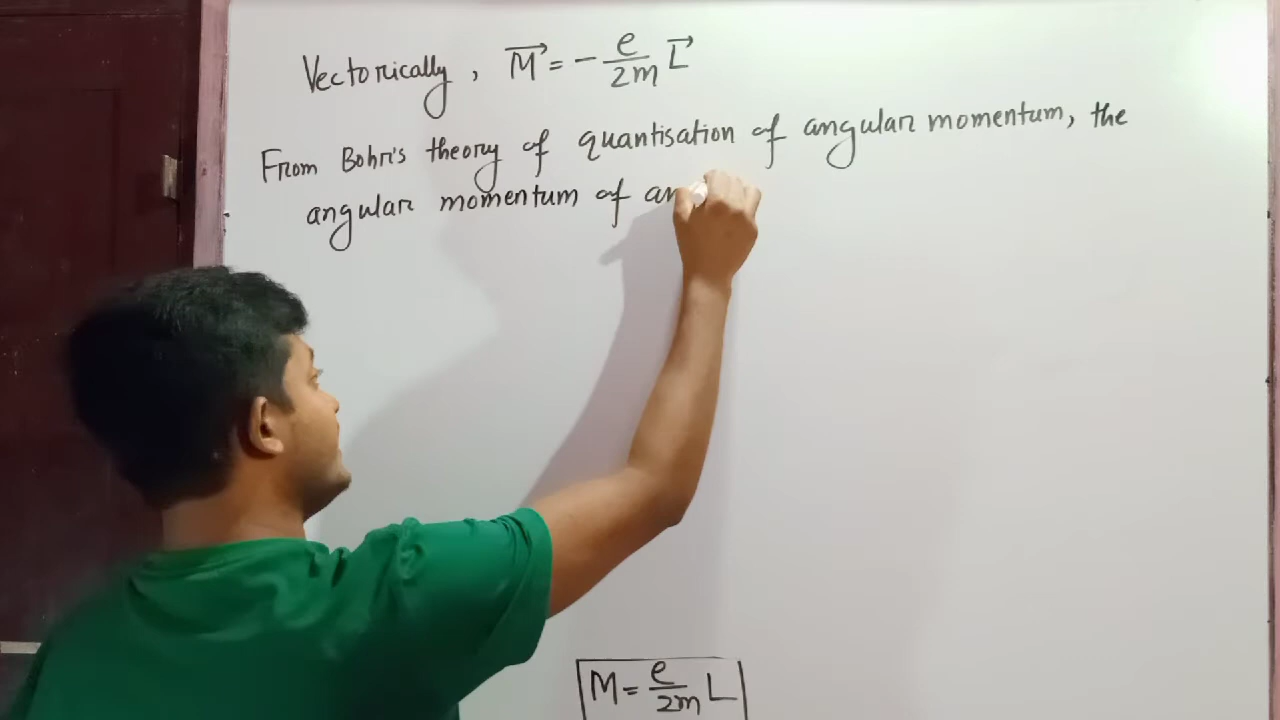 Vectorically, M⃗ = - e/2m L⃗
From Bohr's theory of quantisation of angular momentum, the
angular momentum of an
M = e/2m L